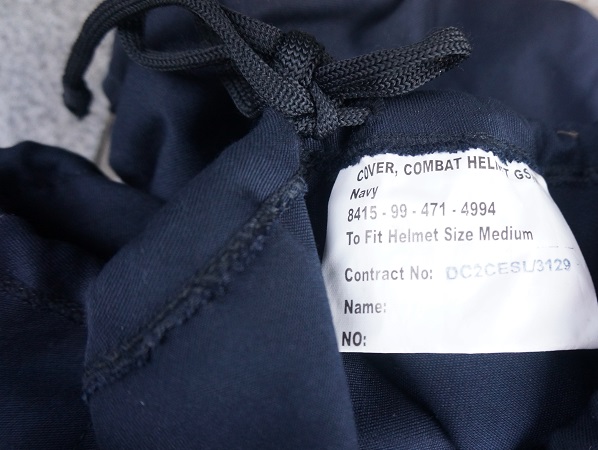 COVER, COMBAT HELMET GS
Navy
8415 - 99 - 471 - 4994
To Fit Helmet Size Medium
Contract No: DC2CESL/3129
Name:
NO: